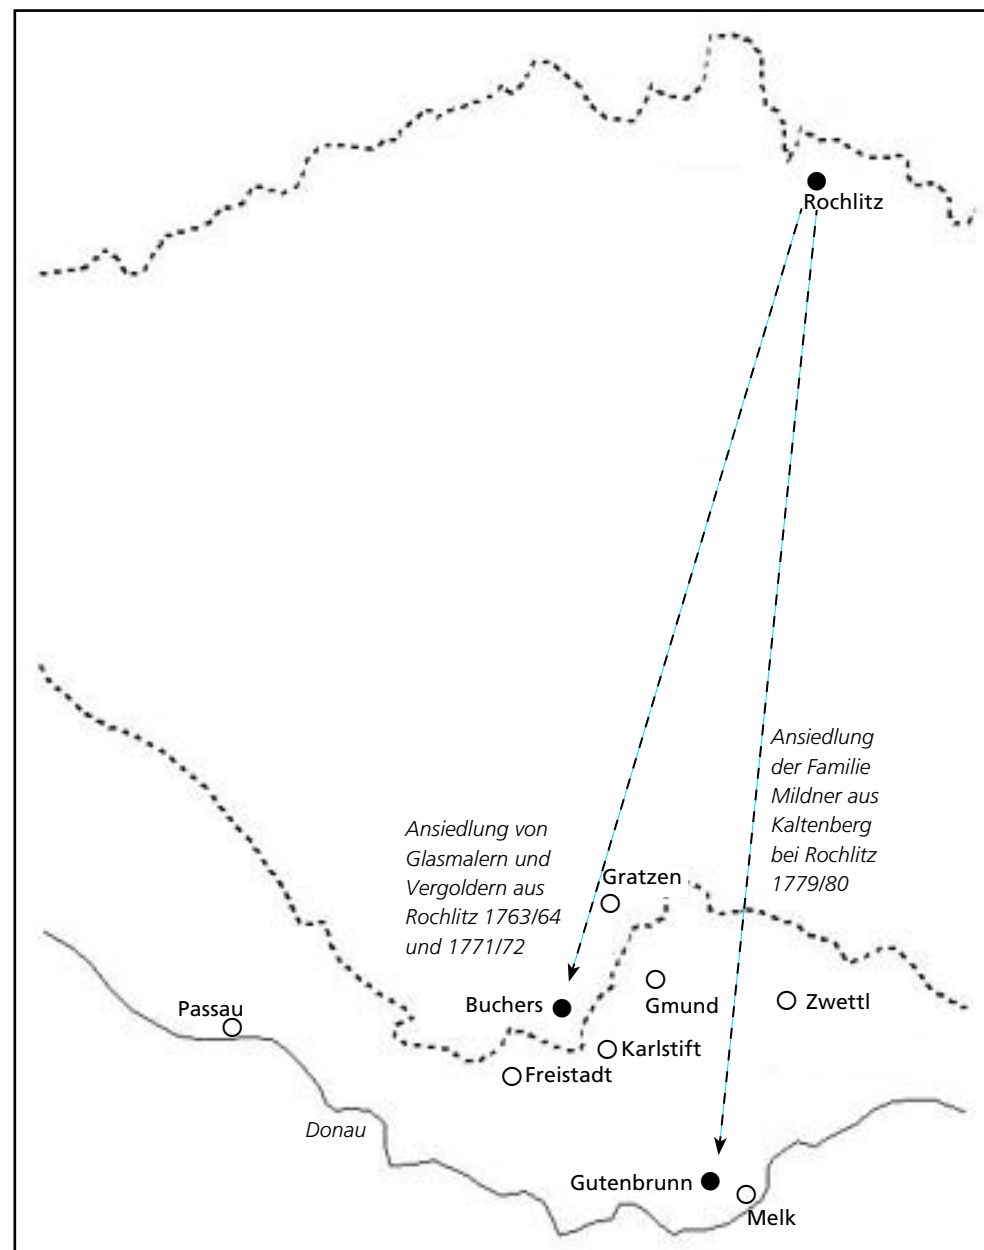 Rochlitz
Ansiedlung
der Familie
Mildner aus
Kaltenberg
bei Rochlitz
1779/80
Ansiedlung von
Glasmalern und
Vergoldern aus
Rochlitz 1763/64
und 1771/72
Gratzen
Buchers
Gmund
Zwettl
Passau
Karlstift
Freistadt
Donau
Gutenbrunn
Melk